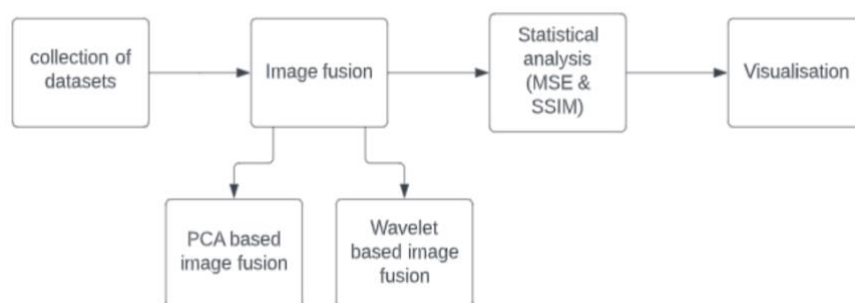 collection of
datasets
Image fusion
Statistical
analysis
(MSE &
SSIM)
Visualisation
PCA based
image fusion
Wavelet
based image
fusion